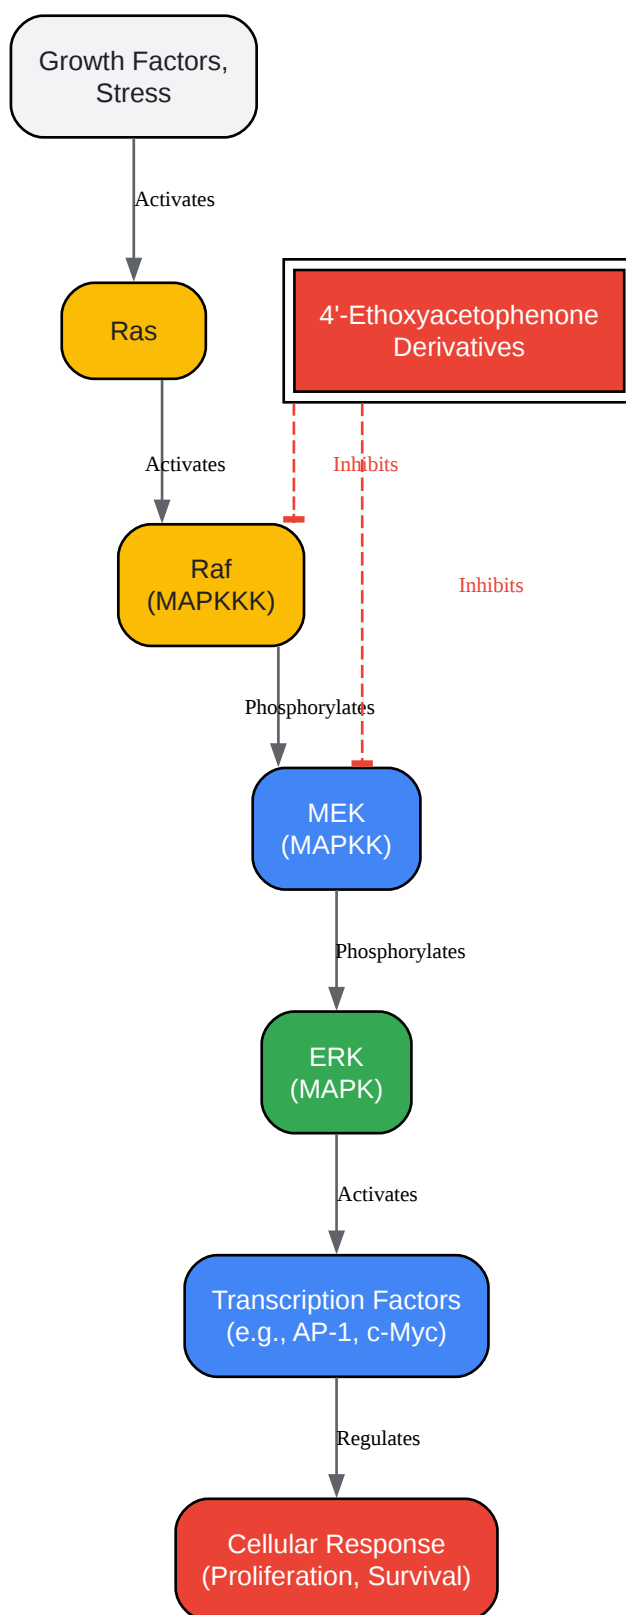 Growth Factors,
Stress
Activates
Ras
4'-Ethoxyacetophenone
Derivatives
Activates
Inhibits
Raf
(MAPKKK)
Inhibits
Phosphorylates
MEK
(MAPKK)
Phosphorylates
ERK
(MAPK)
Activates
Transcription Factors
(e.g., AP-1, c-Myc)
Regulates
Cellular Response
(Proliferation, Survival)